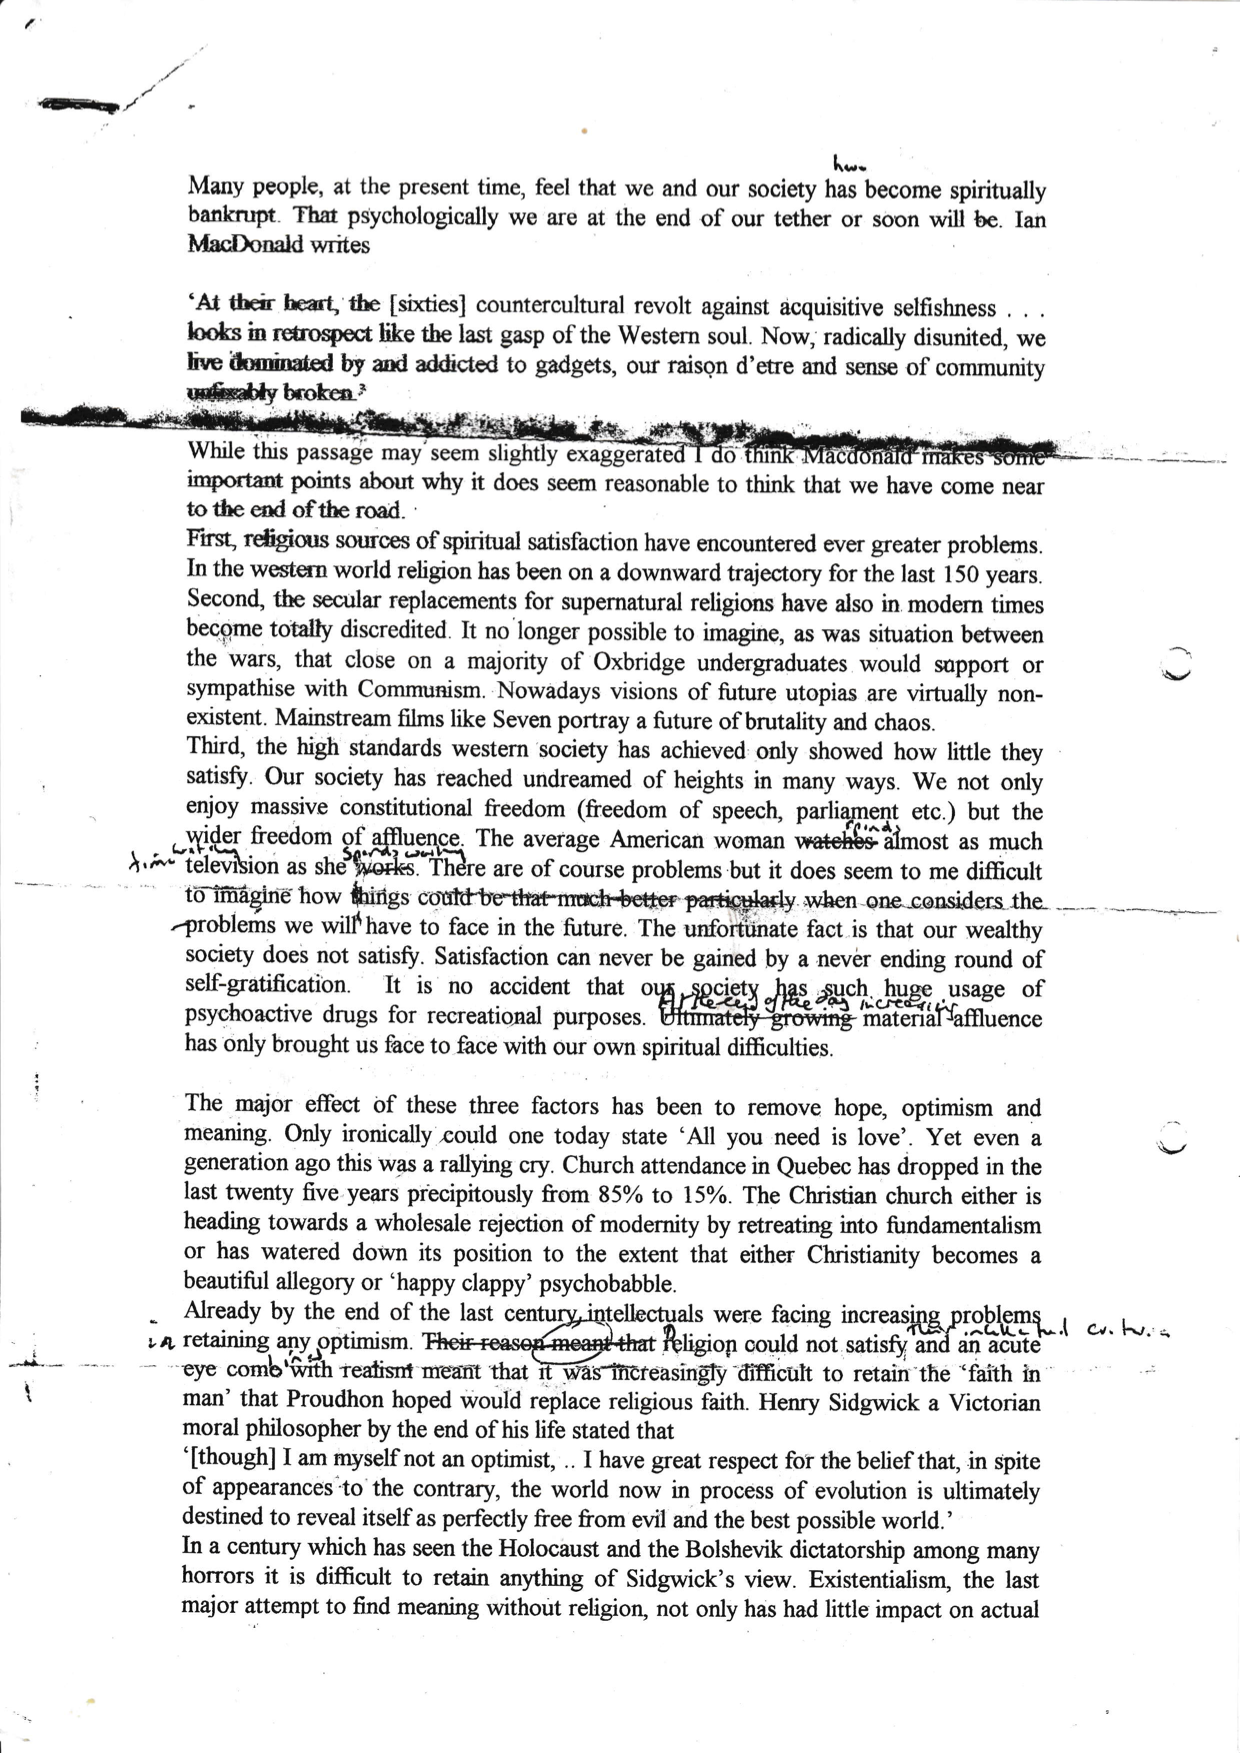 have
Many people, at the present time, feel that we and our society has become spiritually
bankrupt. That psychologically we are at the end of our tether or soon will be. Ian
MacDonald writes
‘At their heart, the [sixties] countercultural revolt against acquisitive selfishness . . .
looks in retrospect like the last gasp of the Western soul. Now, radically disunited, we
live dominated by and addicted to gadgets, our raison d’etre and sense of community
unfixably broken.’
While this passage may seem slightly exaggerated I do think Macdonald makes some
important points about why it does seem reasonable to think that we have come near
to the end of the road.
First, religious sources of spiritual satisfaction have encountered ever greater problems.
In the western world religion has been on a downward trajectory for the last 150 years.
Second, the secular replacements for supernatural religions have also in modern times
become totally discredited. It no longer possible to imagine, as was situation between
the wars, that close on a majority of Oxbridge undergraduates would support or
sympathise with Communism. Nowadays visions of future utopias are virtually non-
existent. Mainstream films like Seven portray a future of brutality and chaos.
Third, the high standards western society has achieved only showed how little they
satisfy. Our society has reached undreamed of heights in many ways. We not only
enjoy massive constitutional freedom (freedom of speech, parliament etc.) but the
spends
wider freedom of affluence. The average American woman watches almost as much
time watching spends working
television as she works. There are of course problems but it does seem to me difficult
to imagine how things could be that much better particularly when one considers the
problems we will have to face in the future. The unfortunate fact is that our wealthy
society does not satisfy. Satisfaction can never be gained by a never ending round of
self-gratification. It is no accident that our society has such huge usage of
At the end of the day increasing
psychoactive drugs for recreational purposes. Ultimately growing material affluence
has only brought us face to face with our own spiritual difficulties.
The major effect of these three factors has been to remove hope, optimism and
meaning. Only ironically could one today state ‘All you need is love’. Yet even a
generation ago this was a rallying cry. Church attendance in Quebec has dropped in the
last twenty five years precipitously from 85% to 15%. The Christian church either is
heading towards a wholesale rejection of modernity by retreating into fundamentalism
or has watered down its position to the extent that either Christianity becomes a
beautiful allegory or ‘happy clappy’ psychobabble.
Already by the end of the last century, intellectuals were facing increasing problems
in retaining any optimism. Their reason meant that Religion could not satisfy and an acute
eye comb with realism meant that it was increasingly difficult to retain the ‘faith in
man’ that Proudhon hoped would replace religious faith. Henry Sidgwick a Victorian
moral philosopher by the end of his life stated that
‘[though] I am myself not an optimist, .. I have great respect for the belief that, in spite
of appearances to the contrary, the world now in process of evolution is ultimately
destined to reveal itself as perfectly free from evil and the best possible world.’
In a century which has seen the Holocaust and the Bolshevik dictatorship among many
horrors it is difficult to retain anything of Sidgwick’s view. Existentialism, the last
major attempt to find meaning without religion, not only has had little impact on actual